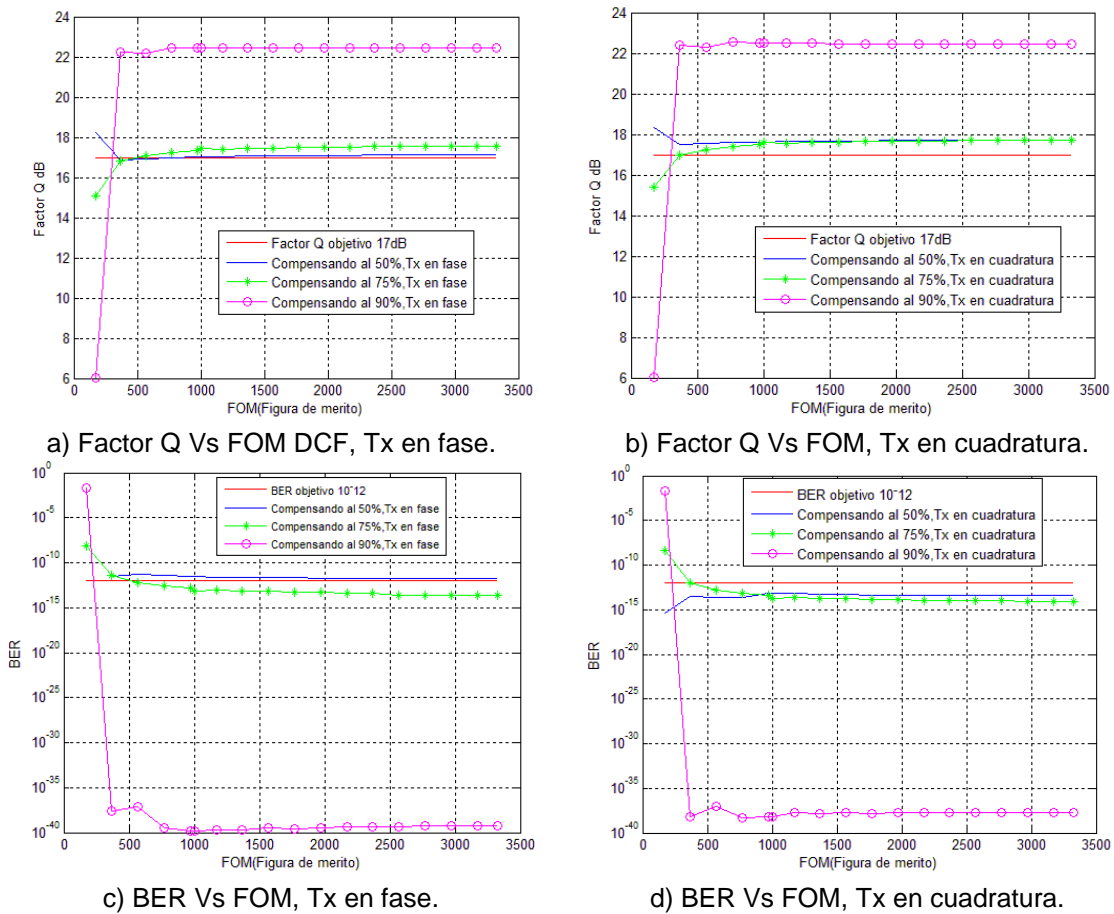 24
22
20
18
16
14
12
10
8
6
Factor Q dB
Factor Q objetivo 17dB
Compensando al 50%,Tx en fase
Compensando al 75%,Tx en fase
Compensando al 90%,Tx en fase
0 500 1000 1500 2000 2500 3000 3500
FOM(Figura de merito)
a) Factor Q Vs FOM DCF, Tx en fase.
24
22
20
18
16
14
12
10
8
6
Factor Q dB
Factor Q objetivo 17dB
Compensando al 50%,Tx en cuadratura
Compensando al 75%,Tx en cuadratura
Compensando al 90%,Tx en cuadratura
0 500 1000 1500 2000 2500 3000 3500
FOM(Figura de merito)
b) Factor Q Vs FOM, Tx en cuadratura.
10^0
10^-5
10^-10
10^-15
10^-20
10^-25
10^-30
10^-35
10^-40
BER
BER objetivo 10~12
Compensando al 50%,Tx en fase
Compensando al 75%,Tx en fase
Compensando al 90%,Tx en fase
0 500 1000 1500 2000 2500 3000 3500
FOM(Figura de merito)
c) BER Vs FOM, Tx en fase.
10^0
10^-5
10^-10
10^-15
10^-20
10^-25
10^-30
10^-35
10^-40
BER
BER objetivo 10~12
Compensando al 50%,Tx en cuadratura
Compensando al 75%,Tx en cuadratura
Compensando al 90%,Tx en cuadratura
0 500 1000 1500 2000 2500 3000 3500
FOM(Figura de merito)
d) BER Vs FOM, Tx en cuadratura.